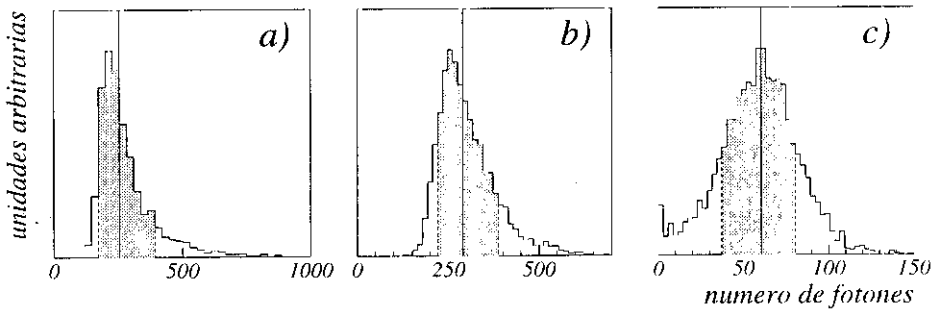 unidades arbitrarias
a)
b)
c)
0 500 1000
0 250 500
0 50 100 150
numero de fotones